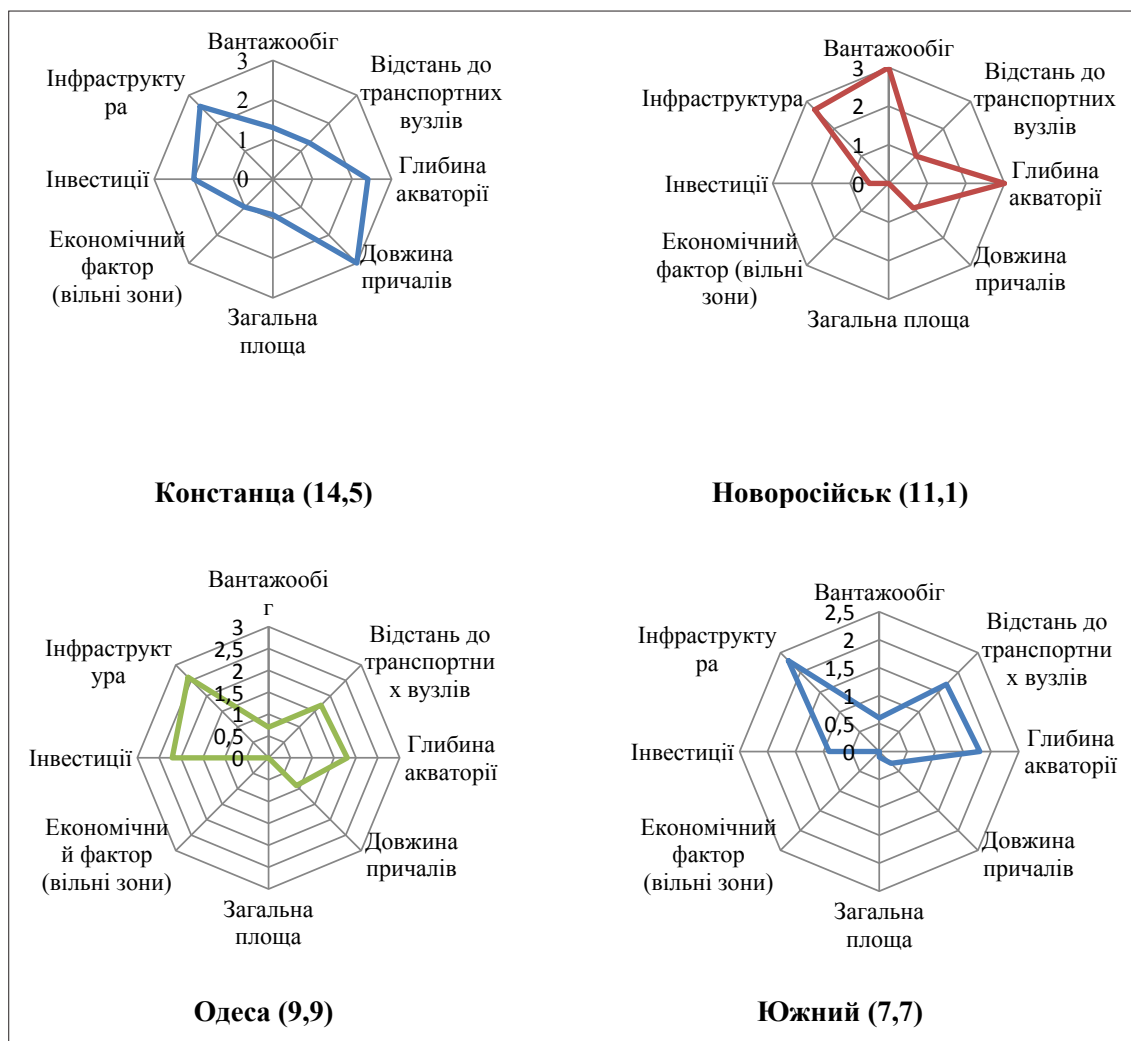 Вантажообіг
3
2
1
0
Відстань до
транспортних
вузлів
Глибина
акваторії
Довжина
причалів
Загальна
площа
Економічний
фактор
(вільні зони)
Інвестиції
Інфраструкту
ра
Констанца (14,5)
Вантажообіг
3
2
1
0
Відстань до
транспортних
вузлів
Глибина
акваторії
Довжина
причалів
Загальна площа
Економічний
фактор (вільні
зони)
Інвестиції
Інфраструктура
Новоросійськ (11,1)
Вантажообі
г
3
2,5
2
1,5
1
0,5
0
Відстань до
транспортни
х вузлів
Глибина
акваторії
Довжина
причалів
Загальна
площа
Економічни
й фактор
(вільні зони)
Інвестиції
Інфраструкт
ура
Одеса (9,9)
Вантажообіг
2,5
2
1,5
1
0,5
0
Відстань до
транспортни
х вузлів
Глибина
акваторії
Довжина
причалів
Загальна
площа
Економічний
фактор
(вільні зони)
Інвестиції
Інфраструкту
ра
Южний (7,7)